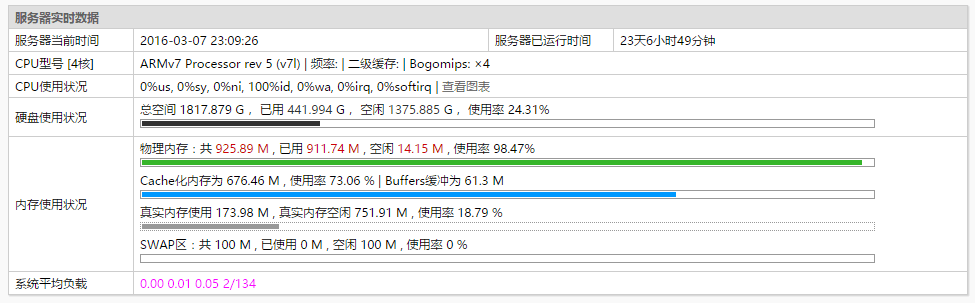 服务器实时数据
服务器当前时间 2016-03-07 23:09:26 服务器已运行时间 23天6小时49分钟
CPU型号 [4核] ARMv7 Processor rev 5 (v7l) | 频率: | 二级缓存: | Bogomips: ×4
CPU使用状况 0%us, 0%sy, 0%ni, 100%id, 0%wa, 0%irq, 0%softirq | 查看图表
硬盘使用状况 总空间 1817.879 G， 已用 441.994 G， 空闲 1375.885 G， 使用率 24.31%
内存使用状况
物理内存：共 925.89 M , 已用 911.74 M , 空闲 14.15 M , 使用率 98.47%
Cache化内存为 676.46 M , 使用率 73.06 % | Buffers缓冲为 61.3 M
真实内存使用 173.98 M , 真实内存空闲 751.91 M , 使用率 18.79 %
SWAP区：共 100 M , 已使用 0 M , 空闲 100 M , 使用率 0 %
系统平均负载 0.00 0.01 0.05 2/134